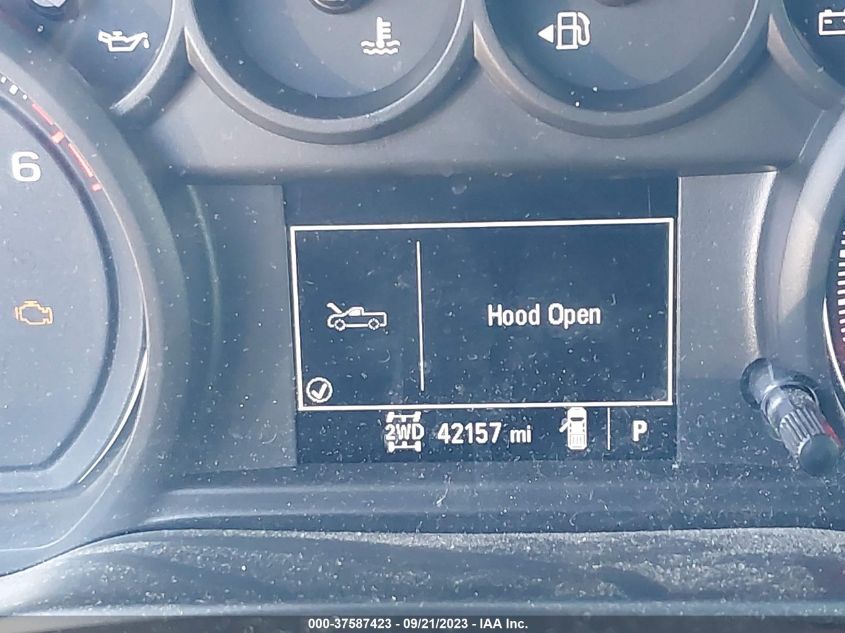 6
Hood Open
2WD 42157 mi P
000-37587423 - 09/21/2023 - IAA Inc.